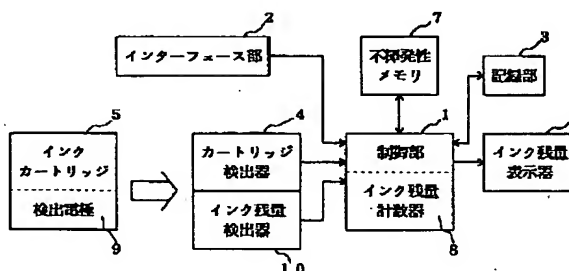 2
インターフェース部
7
不揮発性
メモリ
3
記録部
5
インク
カートリッジ
検出電極
9
4
カートリッジ
検出器
インク残量
検出器
10
1
制御部
インク残量
計数器
8
インク残量
表示器